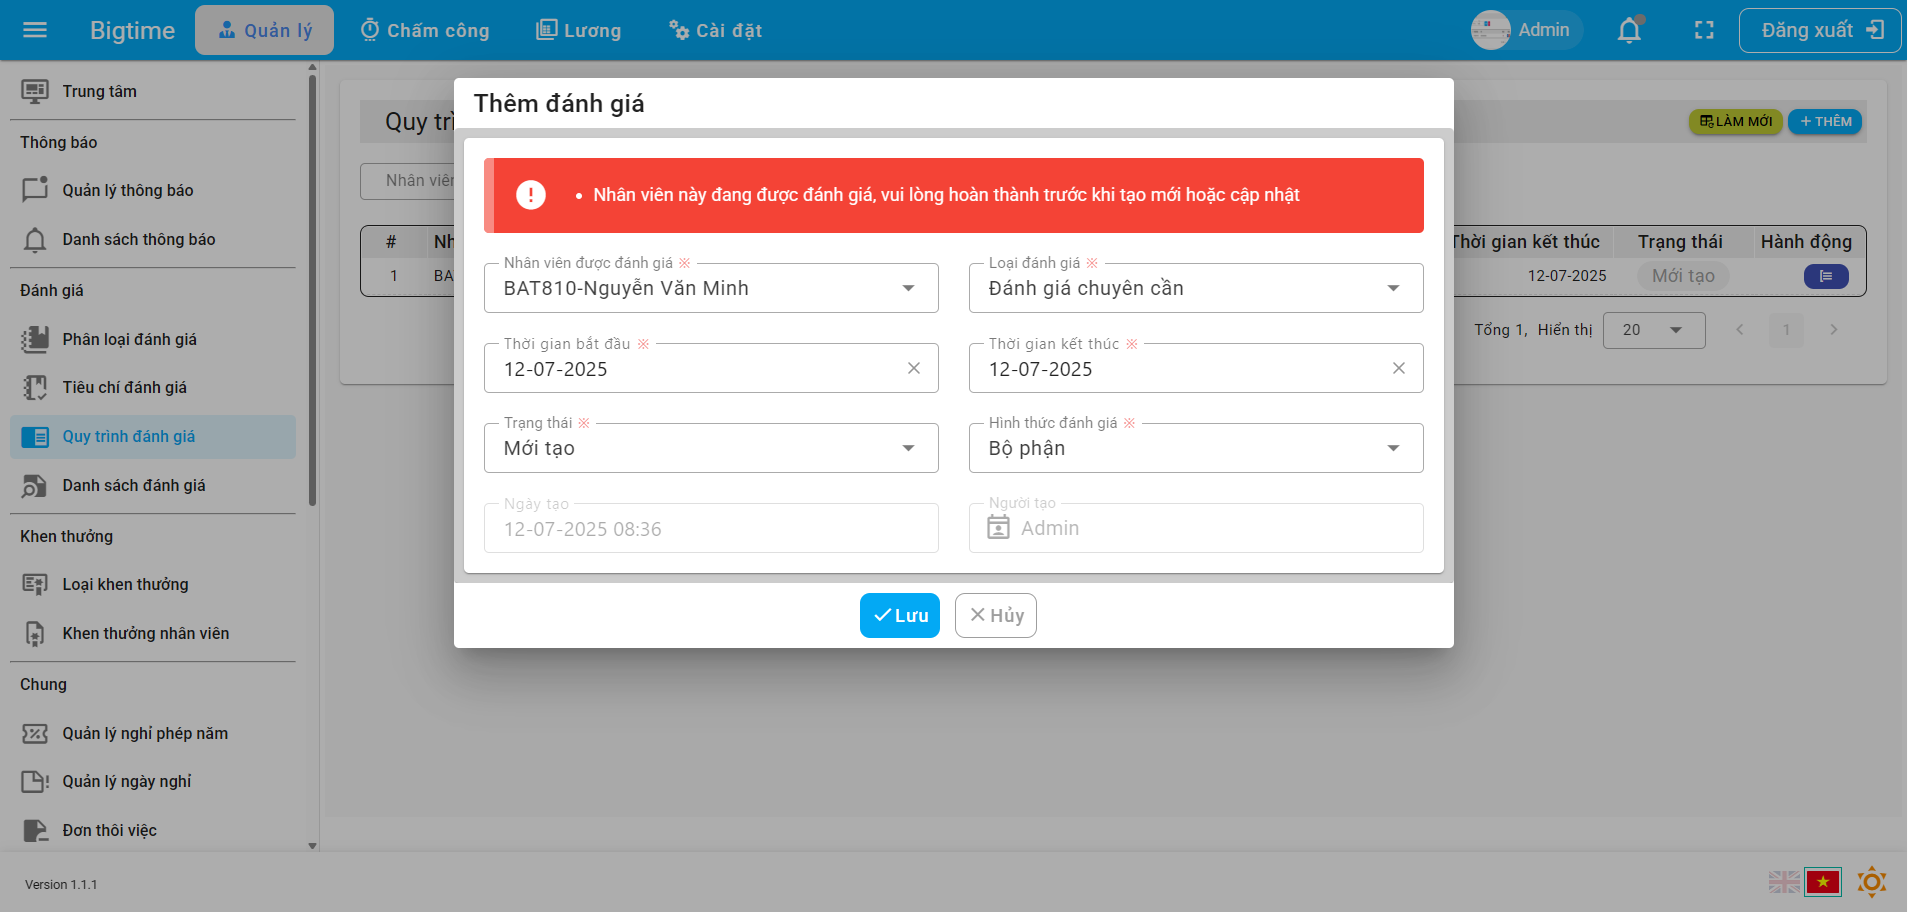 Bigtime
Quản lý
Chấm công
Lương
Cài đặt
Admin
Đăng xuất
Trung tâm
Thông báo
Quản lý thông báo
Danh sách thông báo
Đánh giá
Phân loại đánh giá
Tiêu chí đánh giá
Quy trình đánh giá
Danh sách đánh giá
Khen thưởng
Loại khen thưởng
Khen thưởng nhân viên
Chung
Quản lý nghỉ phép năm
Quản lý ngày nghỉ
Đơn thôi việc
Version 1.1.1
Quy trì
LÀM MỚI
+ THÊM
Nhân viên
# Nh
Thời gian kết thúc Trạng thái Hành động
1 BA
12-07-2025 Mới tạo
Tổng 1, Hiển thị 20 1
Thêm đánh giá
• Nhân viên này đang được đánh giá, vui lòng hoàn thành trước khi tạo mới hoặc cập nhật
Nhân viên được đánh giá ※
BAT810-Nguyễn Văn Minh
Loại đánh giá ※
Đánh giá chuyên cần
Thời gian bắt đầu ※
12-07-2025
Thời gian kết thúc ※
12-07-2025
Trạng thái ※
Mới tạo
Hình thức đánh giá ※
Bộ phận
Ngày tạo
12-07-2025 08:36
Người tạo
Admin
Lưu
Hủy